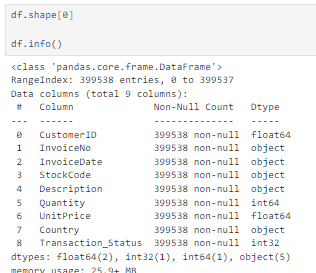 df.shape[0]
df.info()
<class 'pandas.core.frame.DataFrame'>
RangeIndex: 399538 entries, 0 to 399537
Data columns (total 9 columns):
 #   Column              Non-Null Count   Dtype
---  ------              --------------   -----
 0   CustomerID          399538 non-null  float64
 1   InvoiceNo           399538 non-null  object
 2   InvoiceDate         399538 non-null  object
 3   StockCode           399538 non-null  object
 4   Description         399538 non-null  object
 5   Quantity            399538 non-null  int64
 6   UnitPrice           399538 non-null  float64
 7   Country             399538 non-null  object
 8   Transaction_Status  399538 non-null  int32
dtypes: float64(2), int32(1), int64(1), object(5)
memory usage: 25.9+ MB